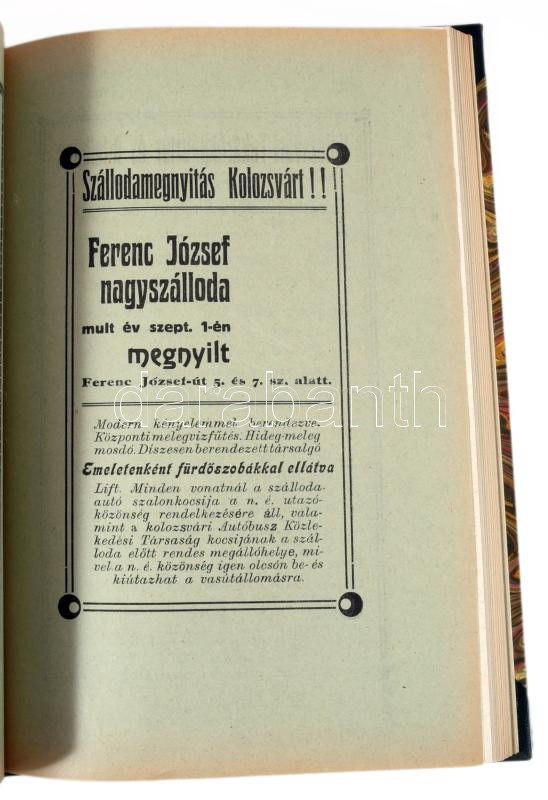 Szállodamegnyitás Kolozsvárt!!
Ferenc József
nagyszálloda
mult év szept. 1-én
megnyilt
Ferenc József-út 5. és 7. sz. alatt.
darabanth
Modern kényelemmel berendezve.
Központi melegvizfűtés. Hideg-meleg
mosdó. Diszesen berendezett társalgó
Emeletenként fürdőszobákkal ellátva
Lift. Minden vonatnál a szálloda-
autó szalonkocsija a n. é. utazó-
közönség rendelkezésére áll, vala-
mint a kolozsvári Autóbusz Közle-
kedési Társaság kocsijának a szál-
loda előtt rendes megállóhelye, mi-
vel a n. é. közönség igen olcsón be- és
kiútazhat a vasútállomásra.